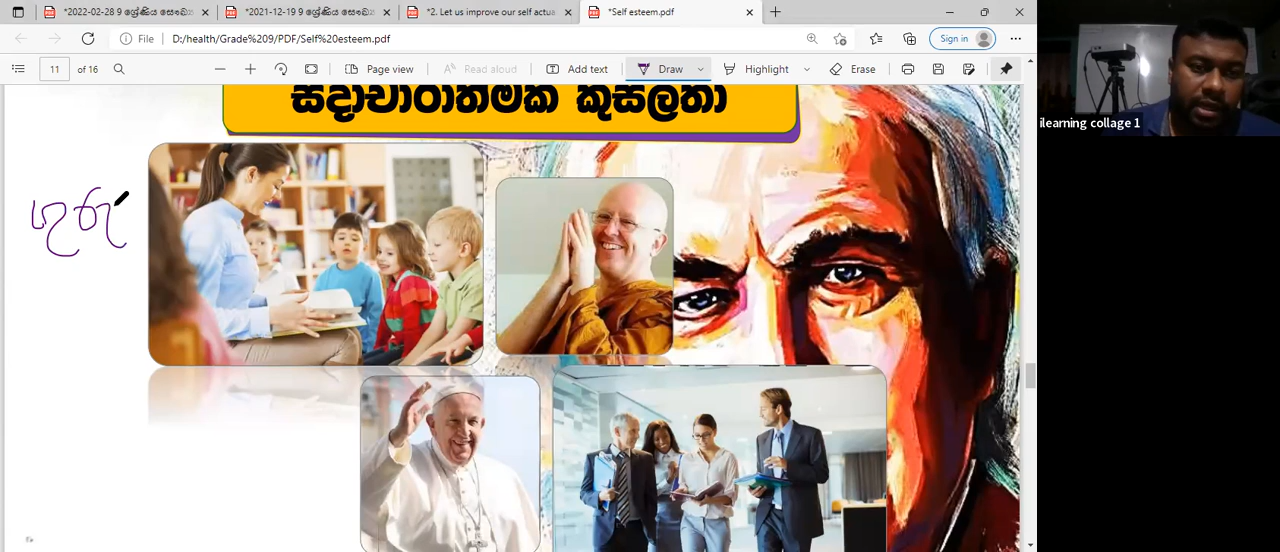 *2022-02-28 9 ශ්‍රේණිය සෞඛ්‍ය
*2021-12-19 9 ශ්‍රේණිය සෞඛ්‍ය
*2. Let us improve our self actua
*Self esteem.pdf
File D:/health/Grade%209/PDF/Self%20esteem.pdf Sign in
11 of 16 Page view Read aloud Add text Draw Highlight Erase
ilearning collage 1
සදාචාරාත්මක කුසලතා
ගුරු